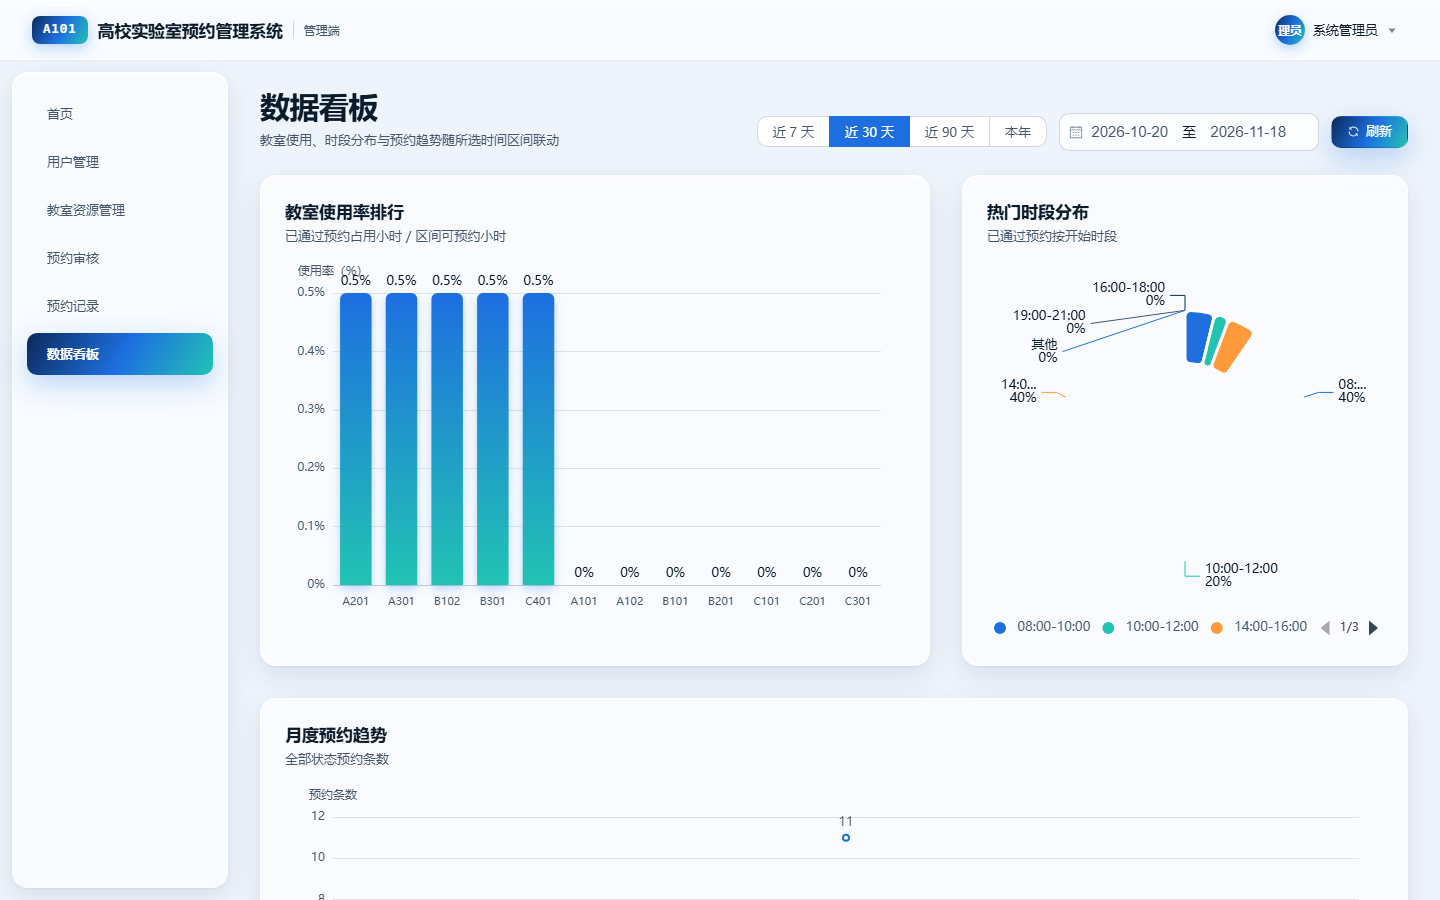 A101 高校实验室预约管理系统 管理端
理员 系统管理员
首页
用户管理
教室资源管理
预约审核
预约记录
数据看板
数据看板
教室使用、时段分布与预约趋势随所选时间区间联动
近 7 天 近 30 天 近 90 天 本年
2026-10-20 至 2026-11-18
刷新
教室使用率排行
已通过预约占用小时 / 区间可预约小时
使用率（%）
0.5% 0.5% 0.5% 0.5% 0.5%
0.5%
0.4%
0.3%
0.2%
0.1%
0%
0% 0% 0% 0% 0% 0% 0%
A201 A301 B102 B301 C401 A101 A102 B101 B201 C101 C201 C301
热门时段分布
已通过预约按开始时段
16:00-18:00
0%
19:00-21:00
0%
其他
0%
14:0...
40%
08:...
40%
10:00-12:00
20%
08:00-10:00 10:00-12:00 14:00-16:00 1/3
月度预约趋势
全部状态预约条数
预约条数
12
11
10
8